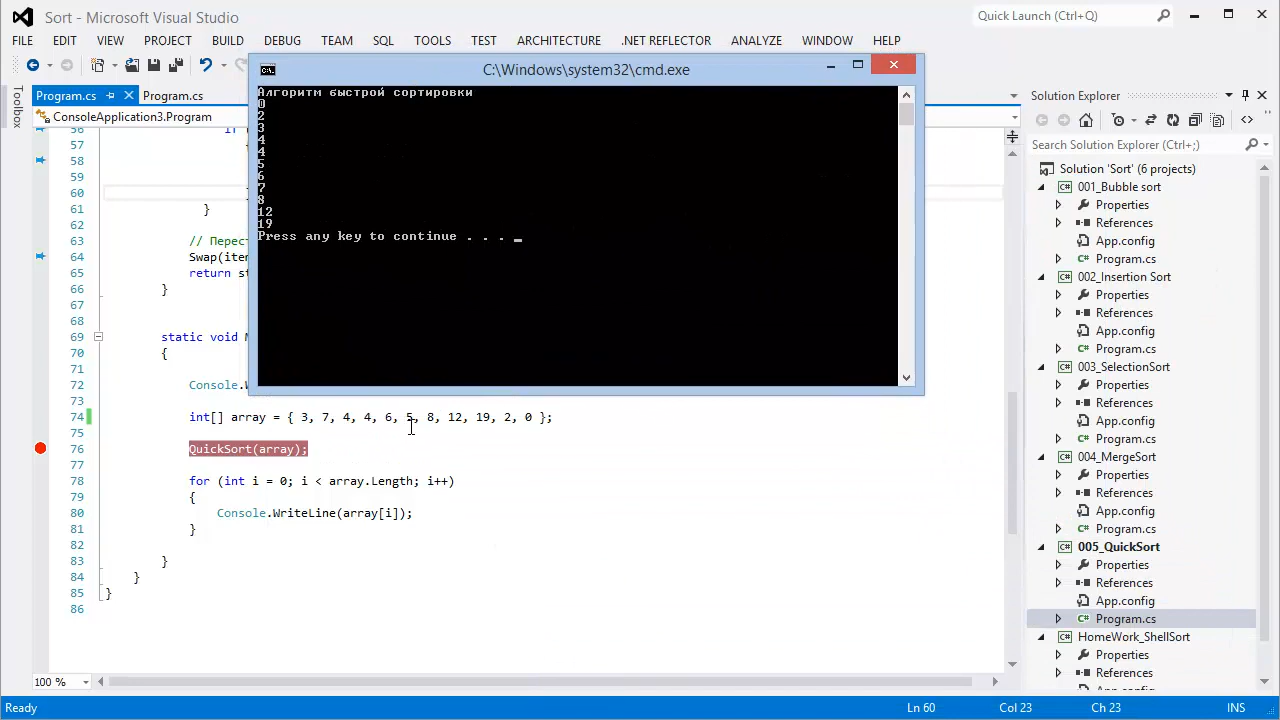 Sort - Microsoft Visual Studio
Quick Launch (Ctrl+Q)
FILE EDIT VIEW PROJECT BUILD DEBUG TEAM SQL TOOLS TEST ARCHITECTURE .NET REFLECTOR ANALYZE WINDOW HELP
C:\Windows\system32\cmd.exe
Алгоритм быстрой сортировки
0
2
3
4
4
5
6
7
8
12
19
Press any key to continue . . .
Toolbox
Program.cs
Program.cs
ConsoleApplication3.Program
56 if
57
58
60
61 }
62
63 // Перест
64 Swap(iter
65 return st
66 }
67
68
69 static void M
70 {
71
72 Console.W
73
74 int[] array = { 3, 7, 4, 4, 6, 5, 8, 12, 19, 2, 0 };
75
76 QuickSort(array);
77
78 for (int i = 0; i < array.Length; i++)
79 {
80 Console.WriteLine(array[i]);
81 }
82
83 }
84 }
85 }
86
100 %
Solution Explorer
Search Solution Explorer (Ctrl+;)
Solution 'Sort' (6 projects)
001_Bubble sort
Properties
References
App.config
Program.cs
002_Insertion Sort
Properties
References
App.config
Program.cs
003_SelectionSort
Properties
References
App.config
Program.cs
004_MergeSort
Properties
References
App.config
Program.cs
005_QuickSort
Properties
References
App.config
Program.cs
HomeWork_ShellSort
Properties
References
Ready Ln 60 Col 23 Ch 23 INS